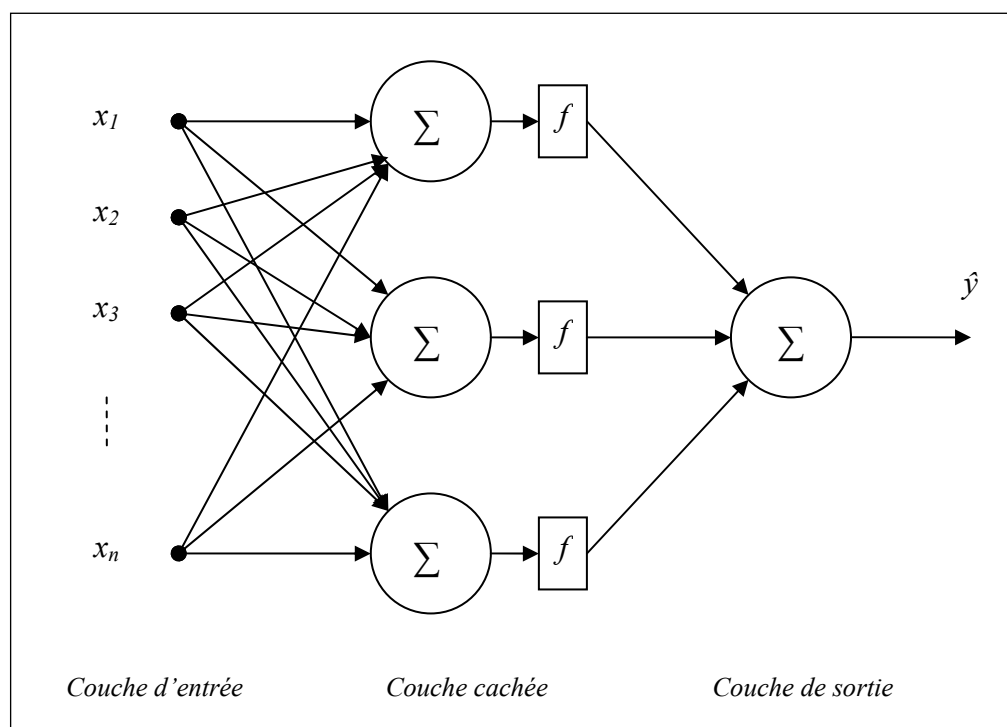 x₁ ∑ f
x₂
x₃ ∑ f ∑ ŷ
xₙ ∑ f
Couche d’entrée Couche cachée Couche de sortie